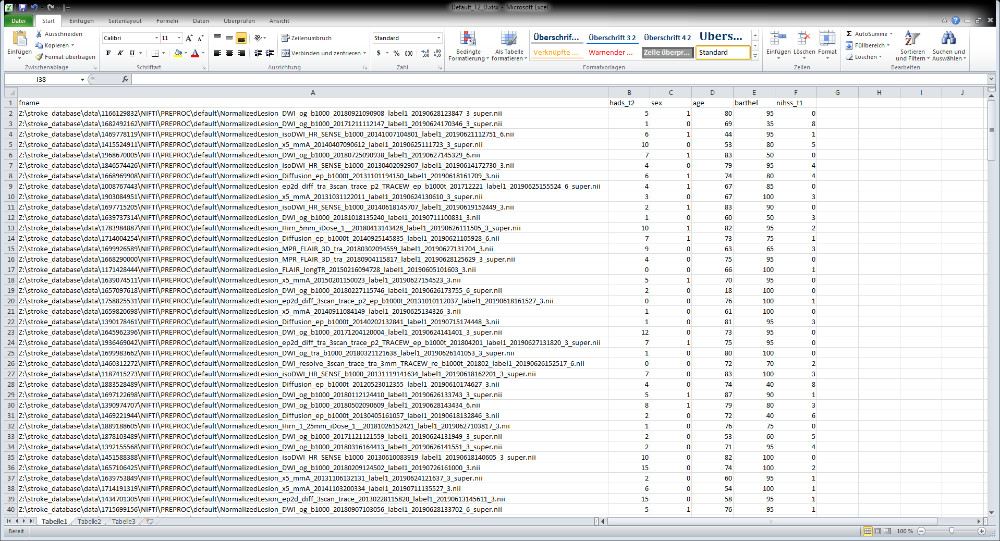 Default_T2_D.xlsx - Microsoft Excel
Datei Start Einfügen Seitenlayout Formeln Daten Überprüfen Ansicht
Einfügen Ausschneiden Kopieren Format übertragen Zwischenablage
Calibri 11 F K U Schriftart
Zeilenumbruch Verbinden und zentrieren Ausrichtung
Standard $ % 000 Zahl
Bedingte Formatierung Als Tabelle formatieren
Überschrif... Überschrift 3 2 Überschrift 4 2 Übers...
Verknüpfte ... Warnender ... Zelle überpr... Standard
Formatvorlagen
Einfügen Löschen Format Zellen
Σ AutoSumme Füllbereich Löschen Sortieren und Filtern Suchen und Auswählen Bearbeiten
I38 fx
A B C D E F G H I J
1 fname hads_t2 sex age barthel nihss_t1
2 Z:\stroke_database\data\1166129832\NIFTI\PREPROC\default\NormalizedLesion_DWI_og_b1000_20180921090908_label1_20190628123847_3_super.nii 5 1 80 95 0
3 Z:\stroke_database\data\1682492162\NIFTI\PREPROC\default\NormalizedLesion_DWI_og_b1000_20171211112147_label1_20190624170346_3_super.nii 1 0 69 35 8
4 Z:\stroke_database\data\1469778119\NIFTI\PREPROC\default\NormalizedLesion_isoDWI_HR_SENSE_b1000_20141007104801_label1_20190621112751_6.nii 6 1 44 95 1
5 Z:\stroke_database\data\1415524911\NIFTI\PREPROC\default\NormalizedLesion_x5_mmA_20140407090612_label1_20190625111723_3_super.nii 10 0 53 80 5
6 Z:\stroke_database\data\1968670005\NIFTI\PREPROC\default\NormalizedLesion_DWI_og_b1000_20180725090938_label1_20190627145329_6.nii 7 1 83 50 0
7 Z:\stroke_database\data\1846574426\NIFTI\PREPROC\default\NormalizedLesion_isoDWI_HR_SENSE_b1000_20130402092907_label1_20190614172730_3.nii 4 0 79 95 4
8 Z:\stroke_database\data\1668969908\NIFTI\PREPROC\default\NormalizedLesion_Diffusion_ep_b1000t_20131101194150_label1_20190618161709_3.nii 6 1 74 80 4
9 Z:\stroke_database\data\1008767443\NIFTI\PREPROC\default\NormalizedLesion_ep2d_diff_tra_3scan_trace_p2_TRACEW_ep_b1000t_201712221_label1_20190625155524_6_super.nii 4 1 67 85 0
10 Z:\stroke_database\data\1903084951\NIFTI\PREPROC\default\NormalizedLesion_x5_mmA_20131031122011_label1_20190624130610_3_super.nii 3 0 67 100 3
11 Z:\stroke_database\data\1697715205\NIFTI\PREPROC\default\NormalizedLesion_isoDWI_HR_SENSE_b1000_20140618145707_label1_20190619152449_3.nii 2 1 83 90 0
12 Z:\stroke_database\data\1639737314\NIFTI\PREPROC\default\NormalizedLesion_DWI_og_b1000_20181018135240_label1_20190711100831_3.nii 1 0 60 50 3
13 Z:\stroke_database\data\1783984887\NIFTI\PREPROC\default\NormalizedLesion_Hirn_5mm_iDose_1__20180413143428_label1_20190626111505_3_super.nii 10 1 82 95 2
14 Z:\stroke_database\data\1714004254\NIFTI\PREPROC\default\NormalizedLesion_Diffusion_ep_b1000t_20140925145835_label1_20190621105928_6.nii 7 1 73 75 1
15 Z:\stroke_database\data\1699926589\NIFTI\PREPROC\default\NormalizedLesion_MPR_FLAIR_3D_tra_20180302094559_label1_20190627131704_3.nii 9 0 63 65 3
16 Z:\stroke_database\data\1668290000\NIFTI\PREPROC\default\NormalizedLesion_MPR_FLAIR_3D_tra_20180904115817_label1_20190628125629_3_super.nii 4 0 75 95 0
17 Z:\stroke_database\data\1171428444\NIFTI\PREPROC\default\NormalizedLesion_FLAIR_longTR_20150216094728_label1_20190605101603_3.nii 0 0 66 100 1
18 Z:\stroke_database\data\1639074511\NIFTI\PREPROC\default\NormalizedLesion_x5_mmA_20150201150023_label1_20190627154523_3.nii 5 1 70 95 0
19 Z:\stroke_database\data\1657097618\NIFTI\PREPROC\default\NormalizedLesion_DWI_og_b1000_20180227115746_label1_20190626173755_6_super.nii 2 0 18 100 0
20 Z:\stroke_database\data\1758825531\NIFTI\PREPROC\default\NormalizedLesion_ep2d_diff_3scan_trace_p2_ep_b1000t_20131010112037_label1_20190618161527_3.nii 0 0 76 100 1
21 Z:\stroke_database\data\1659820698\NIFTI\PREPROC\default\NormalizedLesion_x5_mmA_20140911084149_label1_20190625134326_3.nii 1 0 61 100 0
22 Z:\stroke_database\data\1390178461\NIFTI\PREPROC\default\NormalizedLesion_Diffusion_ep_b1000t_20140202132841_label1_20190715174448_3.nii 1 0 81 95 3
23 Z:\stroke_database\data\1645962396\NIFTI\PREPROC\default\NormalizedLesion_DWI_og_b1000_20171204120004_label1_20190624141401_3_super.nii 12 0 73 95 0
24 Z:\stroke_database\data\1936469042\NIFTI\PREPROC\default\NormalizedLesion_ep2d_diff_tra_3scan_trace_p2_TRACEW_ep_b1000t_201804201_label1_20190627131820_3_super.nii 7 1 75 95 0
25 Z:\stroke_database\data\1699983662\NIFTI\PREPROC\default\NormalizedLesion_DWI_og_tra_b1000_20180321121638_label1_20190626141053_3_super.nii 1 0 80 100 0
26 Z:\stroke_database\data\1460312272\NIFTI\PREPROC\default\NormalizedLesion_DWI_resolve_3scan_trace_tra_3mm_TRACEW_re_b1000t_201802_label1_20190626152517_6.nii 0 0 72 70 2
27 Z:\stroke_database\data\1187415273\NIFTI\PREPROC\default\NormalizedLesion_isoDWI_HR_SENSE_b1000_20131119141634_label1_20190618162201_3_super.nii 7 0 83 100 3
28 Z:\stroke_database\data\1883528489\NIFTI\PREPROC\default\NormalizedLesion_Diffusion_ep_b1000t_20120523012355_label1_20190610174627_3.nii 4 0 74 40 8
29 Z:\stroke_database\data\1697122698\NIFTI\PREPROC\default\NormalizedLesion_DWI_og_b1000_20180112124410_label1_20190626133743_3_super.nii 5 1 87 90 1
30 Z:\stroke_database\data\1390974707\NIFTI\PREPROC\default\NormalizedLesion_DWI_og_b1000_20180502090609_label1_20190628143434_6.nii 8 1 79 80 3
31 Z:\stroke_database\data\1469221944\NIFTI\PREPROC\default\NormalizedLesion_Diffusion_ep_b1000t_20130405161057_label1_20190618132846_3.nii 2 0 72 40 6
32 Z:\stroke_database\data\1889188605\NIFTI\PREPROC\default\NormalizedLesion_Hirn_1_25mm_iDose_1__20181026152421_label1_20190627103817_3.nii 1 0 76 75 0
33 Z:\stroke_database\data\1878103489\NIFTI\PREPROC\default\NormalizedLesion_DWI_og_b1000_20171121121559_label1_20190624131949_3_super.nii 2 0 53 60 5
34 Z:\stroke_database\data\1392155568\NIFTI\PREPROC\default\NormalizedLesion_DWI_og_b1000_20180316164413_label1_20190626141551_3_super.nii 2 0 71 95 4
35 Z:\stroke_database\data\1451588388\NIFTI\PREPROC\default\NormalizedLesion_isoDWI_HR_SENSE_b1000_20130610083919_label1_20190618140605_3_super.nii 10 0 82 100 0
36 Z:\stroke_database\data\1657106425\NIFTI\PREPROC\default\NormalizedLesion_DWI_og_b1000_20180209124502_label1_20190726161000_3.nii 15 0 74 100 2
37 Z:\stroke_database\data\1639753849\NIFTI\PREPROC\default\NormalizedLesion_x5_mmA_20131106132131_label1_20190624121637_3_super.nii 2 0 60 95 1
38 Z:\stroke_database\data\1714191319\NIFTI\PREPROC\default\NormalizedLesion_x5_mmA_20141103200334_label1_20190711135527_3.nii 6 0 54 100 1
39 Z:\stroke_database\data\1434701305\NIFTI\PREPROC\default\NormalizedLesion_ep2d_diff_3scan_trace_20130228115820_label1_20190613145611_3.nii 15 0 58 95 1
40 Z:\stroke_database\data\1715699156\NIFTI\PREPROC\default\NormalizedLesion_DWI_og_b1000_20180907103056_label1_20190628133702_6_super.nii 5 1 76 95 1
Tabelle1 Tabelle2 Tabelle3
Bereit 100 %